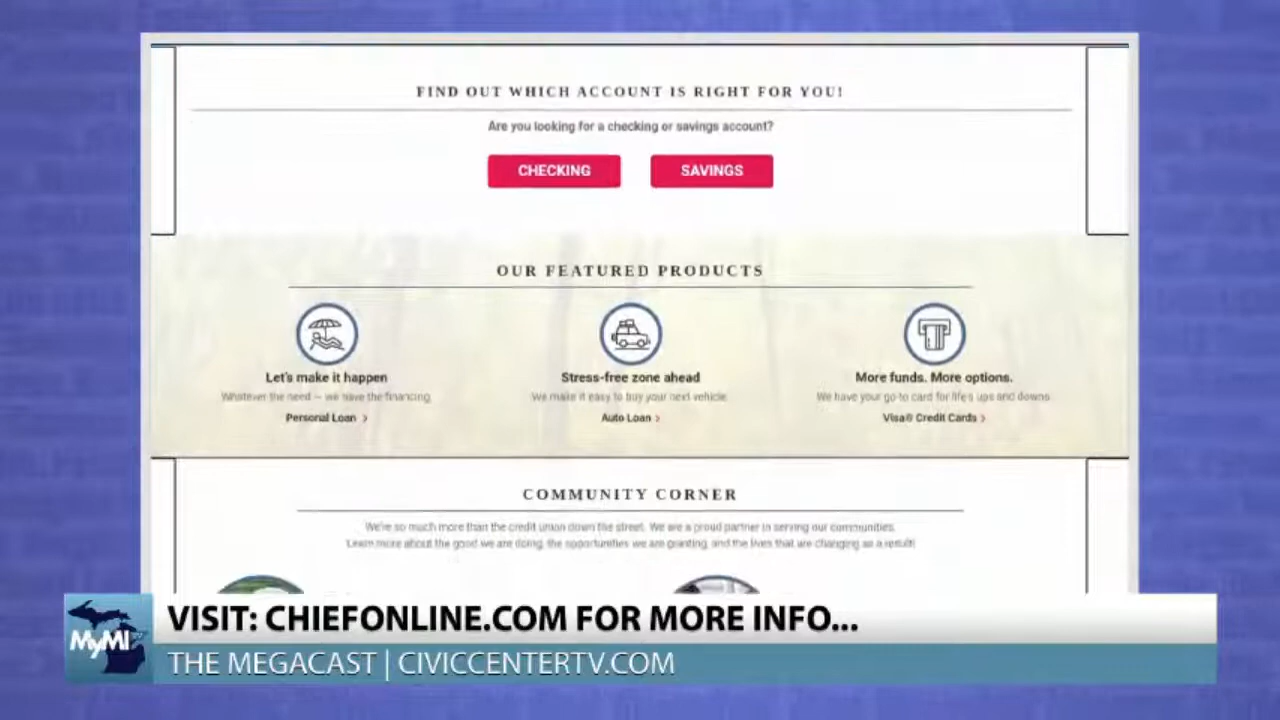 FIND OUT WHICH ACCOUNT IS RIGHT FOR YOU!
Are you looking for a checking or savings account?
CHECKING SAVINGS
OUR FEATURED PRODUCTS
Let's make it happen Stress-free zone ahead More funds. More options.
Whatever the need – we have the financing. We make it easy to buy your next vehicle. We have your go to card for life's ups and downs.
Personal Loan > Auto Loan > Visa® Credit Cards >
COMMUNITY CORNER
We're so much more than the credit union down the street. We are a proud partner in serving our communities.
Learn more about the good we are doing, the opportunities we are granting, and the lives that are changing as a result!
VISIT: CHIEFONLINE.COM FOR MORE INFO...
MyMI
THE MEGACAST | CIVICCENTERTV.COM